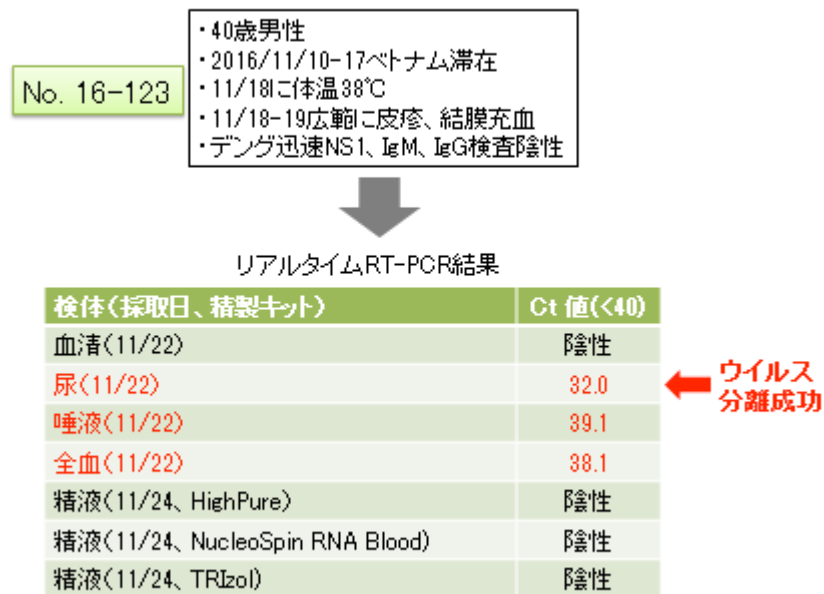 No. 16-123
・40歳男性
・2016/11/10-17ベトナム滞在
・11/18に体温38℃
・11/18-19広範に皮疹、結膜充血
・デング迅速NS1、IgM、IgG検査陰性
リアルタイムRT-PCR結果
検体(採取日、精製キット) Ct 値(<40)
血清(11/22) 陰性
尿(11/22) 32.0
ウイルス
分離成功
唾液(11/22) 39.1
全血(11/22) 38.1
精液(11/24、HighPure) 陰性
精液(11/24、NucleoSpin RNA Blood) 陰性
精液(11/24、TRIzol) 陰性